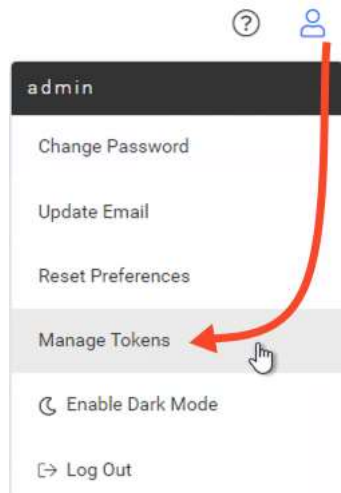 ?
admin
Change Password
Update Email
Reset Preferences
Manage Tokens
Enable Dark Mode
Log Out